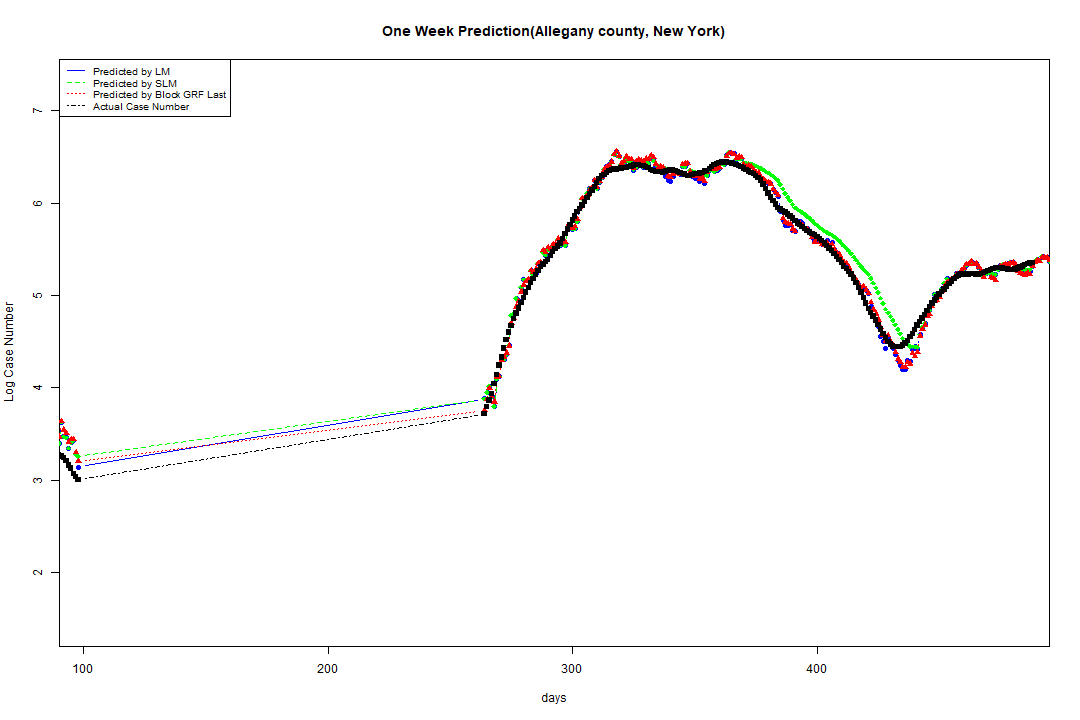 One Week Prediction(Allegany county, New York)
Predicted by LM
Predicted by SLM
Predicted by Block GRF Last
Actual Case Number
7
6
5
4
3
2
Log Case Number
100 200 300 400
days